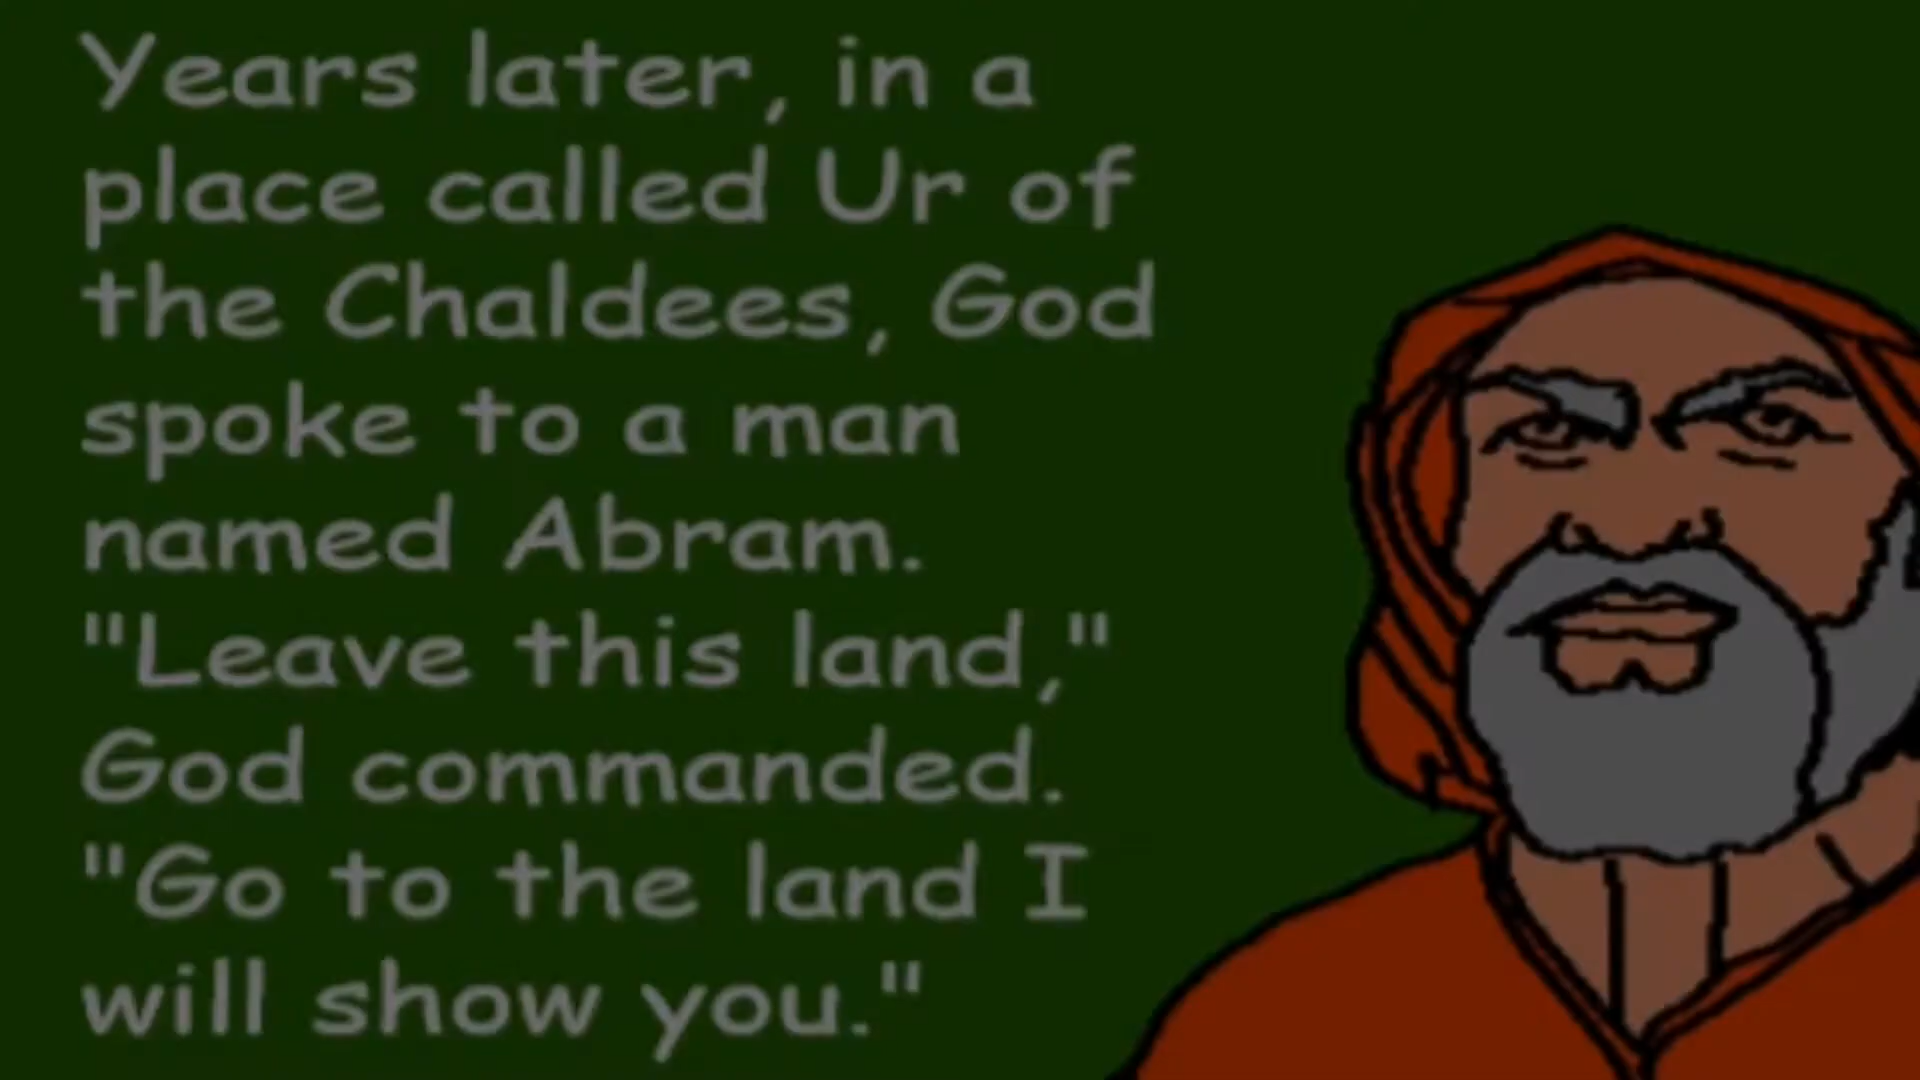 Years later, in a
place called Ur of
the Chaldees, God
spoke to a man
named Abram.
"Leave this land,"
God commanded.
"Go to the land I
will show you."